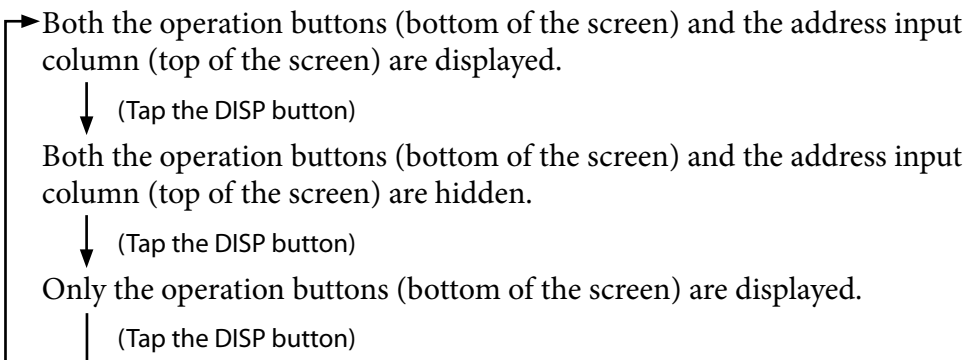 Both the operation buttons (bottom of the screen) and the address input
column (top of the screen) are displayed.
(Tap the DISP button)
Both the operation buttons (bottom of the screen) and the address input
column (top of the screen) are hidden.
(Tap the DISP button)
Only the operation buttons (bottom of the screen) are displayed.
(Tap the DISP button)